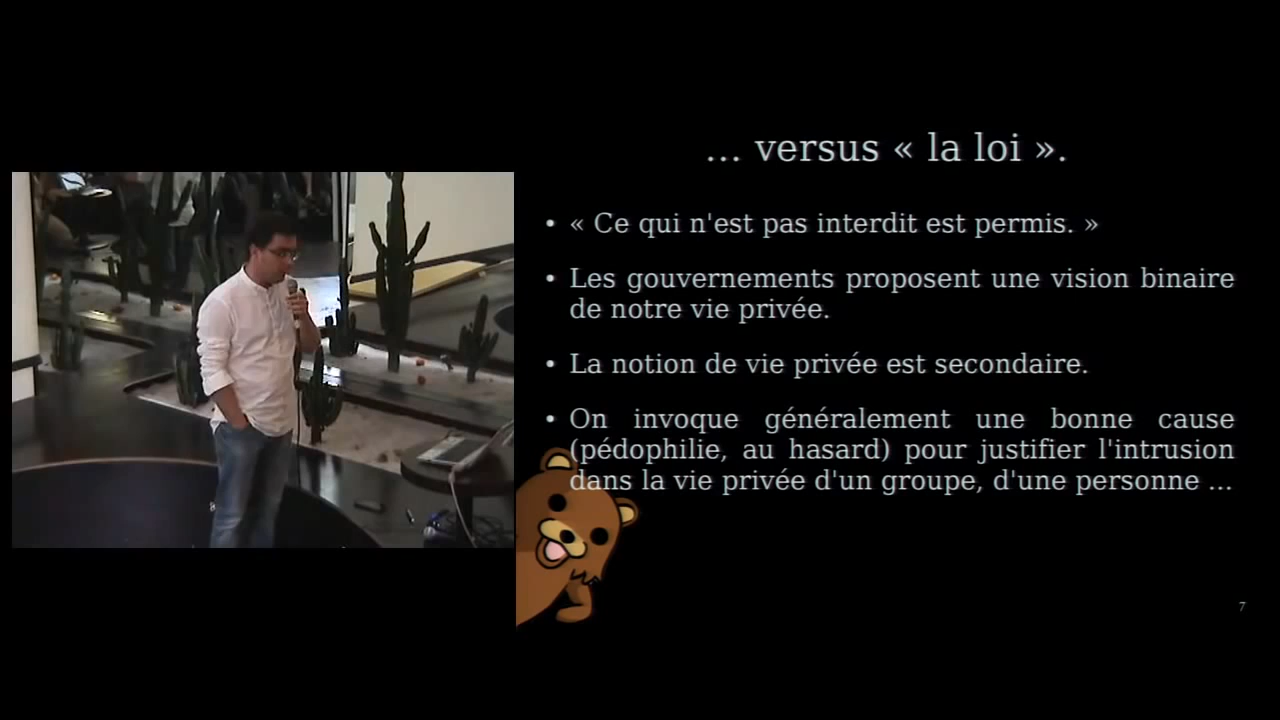 ... versus « la loi ».
• « Ce qui n'est pas interdit est permis. »
• Les gouvernements proposent une vision binaire
de notre vie privée.
• La notion de vie privée est secondaire.
• On invoque généralement une bonne cause
(pédophilie, au hasard) pour justifier l'intrusion
dans la vie privée d'un groupe, d'une personne ...
7